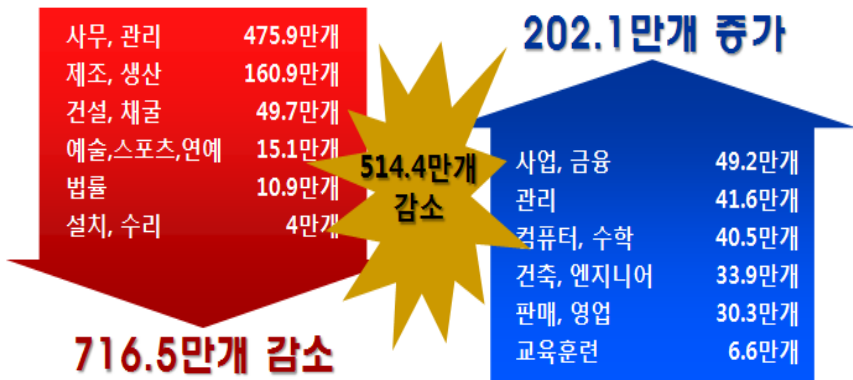 사무, 관리 475.9만개
제조, 생산 160.9만개
건설, 채굴 49.7만개
예술,스포츠,연예 15.1만개
법률 10.9만개
설치, 수리 4만개
716.5만개 감소
514.4만개
감소
202.1만개 증가
사업, 금융 49.2만개
관리 41.6만개
컴퓨터, 수학 40.5만개
건축, 엔지니어 33.9만개
판매, 영업 30.3만개
교육훈련 6.6만개